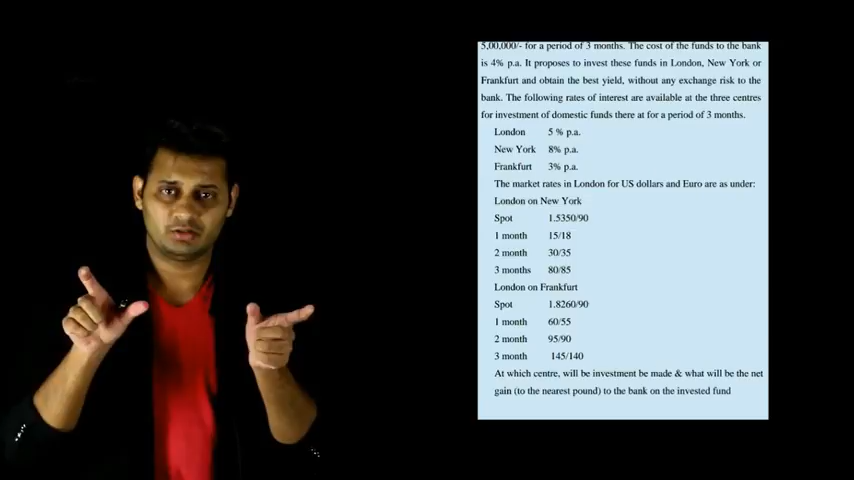 5,00,000/- for a period of 3 months. The cost of the funds to the bank
is 4% p.a. It proposes to invest these funds in London, New York or
Frankfurt and obtain the best yield, without any exchange risk to the
bank. The following rates of interest are available at the three centres
for investment of domestic funds there at for a period of 3 months.
London 5 % p.a.
New York 8% p.a.
Frankfurt 3% p.a.
The market rates in London for US dollars and Euro are as under:
London on New York
Spot 1.5350/90
1 month 15/18
2 month 30/35
3 months 80/85
London on Frankfurt
Spot 1.8260/90
1 month 60/55
2 month 95/90
3 month 145/140
At which centre, will be investment be made & what will be the net
gain (to the nearest pound) to the bank on the invested fund